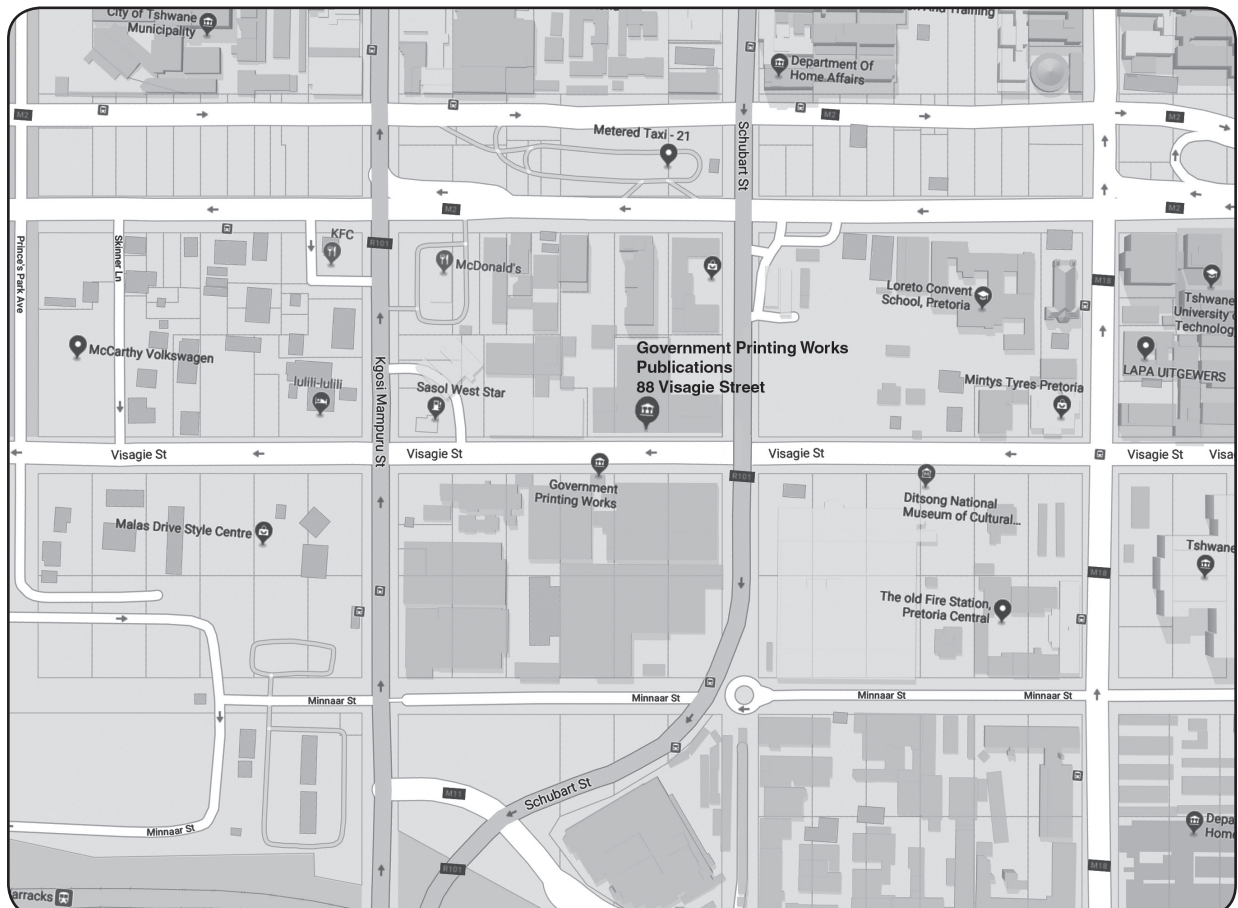 City of Tshwane
Municipality
And Training
Department Of
Home Affairs
M2
M2
M2
Metered Taxi - 21
Schubart St
M2
M2
KFC
R101
Prince's Park Ave
Skinner Ln
McDonald's
Loreto Convent
School, Pretoria
M18
Tshwane
University
Technolog
McCarthy Volkswagen
Government Printing Works
Publications
88 Visagie Street
LAPA UITGEWERS
lulili-lulili
Sasol West Star
Mintys Tyres Pretoria
Kgosi Mampuru St
Visagie St
Visagie St
Visagie St
Visagie St
Visa
R101
Government
Printing Works
Ditsong National
Museum of Cultural...
Malas Drive Style Centre
Tshwane
M18
The old Fire Station,
Pretoria Central
Minnaar St
Minnaar St
Minnaar St
Minnaar St
M11
Schubart St
Minnaar St
Depa
Home
R101
M18
arracks